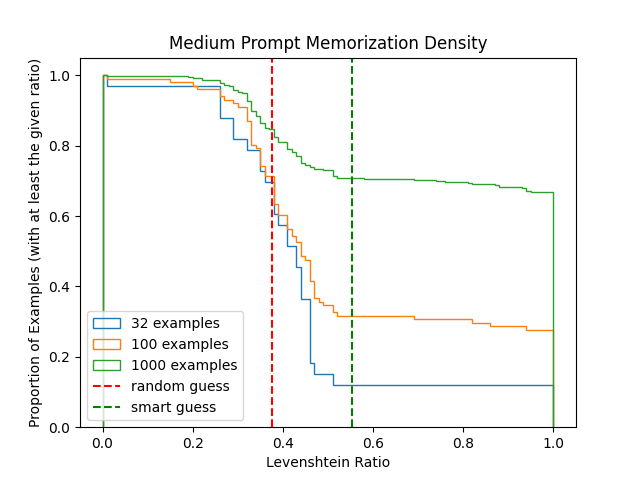 Medium Prompt Memorization Density
Proportion of Examples (with at least the given ratio)
1.0
0.8
0.6
0.4
0.2
0.0
32 examples
100 examples
1000 examples
random guess
smart guess
0.0 0.2 0.4 0.6 0.8 1.0
Levenshtein Ratio